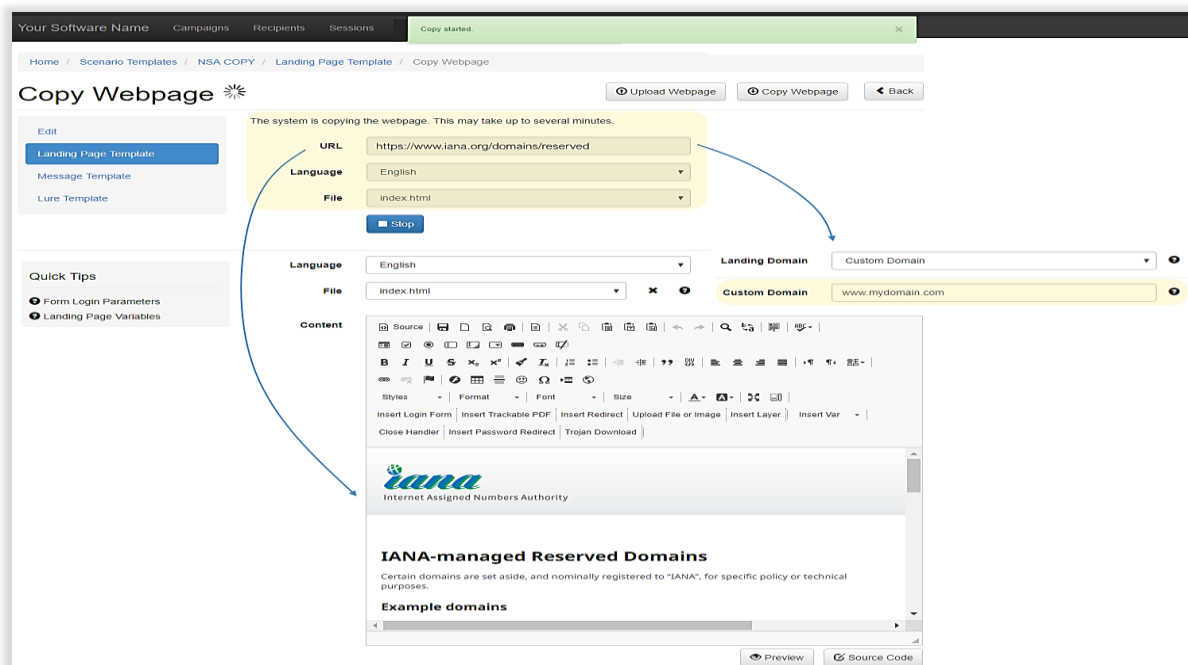 Your Software Name Campaigns Recipients Sessions
Copy started. ×
Home / Scenario Templates / NSA COPY / Landing Page Template / Copy Webpage
Copy Webpage
Upload Webpage Copy Webpage Back
Edit
Landing Page Template
Message Template
Lure Template
The system is copying the webpage. This may take up to several minutes.
URL https://www.iana.org/domains/reserved
Language English
File index.html
Stop
Quick Tips
Form Login Parameters
Landing Page Variables
Language English
File index.html
Landing Domain Custom Domain
Custom Domain www.mydomain.com
Content
Source
B I U S x₂ x² Tx
Styles Format Font Size A A
Insert Login Form Insert Trackable PDF Insert Redirect Upload File or Image Insert Layer Insert Var
Close Handler Insert Password Redirect Trojan Download
iana
Internet Assigned Numbers Authority
IANA-managed Reserved Domains
Certain domains are set aside, and nominally registered to “IANA”, for specific policy or technical
purposes.
Example domains
Preview Source Code